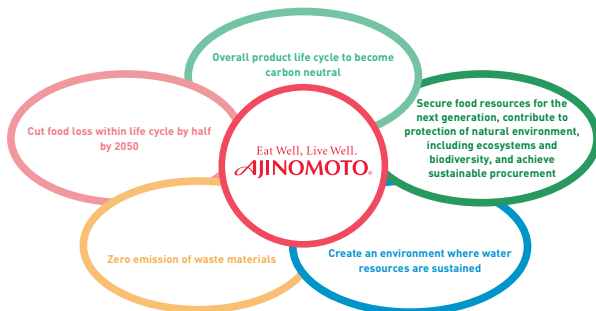 Overall product life cycle to become
carbon neutral
Secure food resources for the
next generation, contribute to
protection of natural environment,
including ecosystems and
biodiversity, and achieve
sustainable procurement
Cut food loss within life cycle by half
by 2050
Eat Well, Live Well.
AJINOMOTO®
Zero emission of waste materials
Create an environment where water
resources are sustained